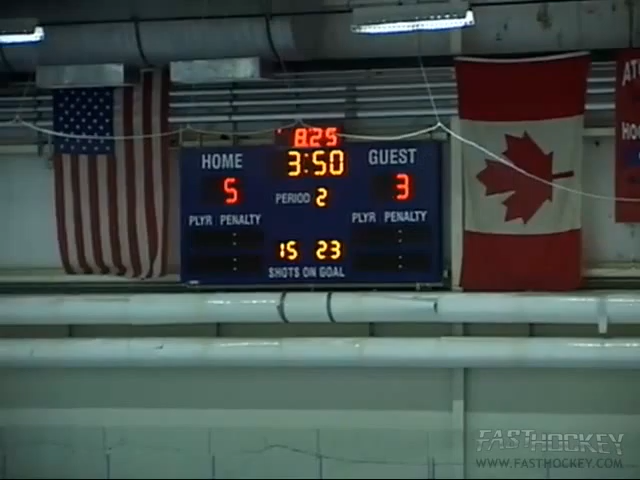 8:25
HOME 3:50 GUEST
5 PERIOD 2 3
PLYR PENALTY PLYR PENALTY
15 23
SHOTS ON GOAL
FASTHOCKEY
WWW.FASTHOCKEY.COM